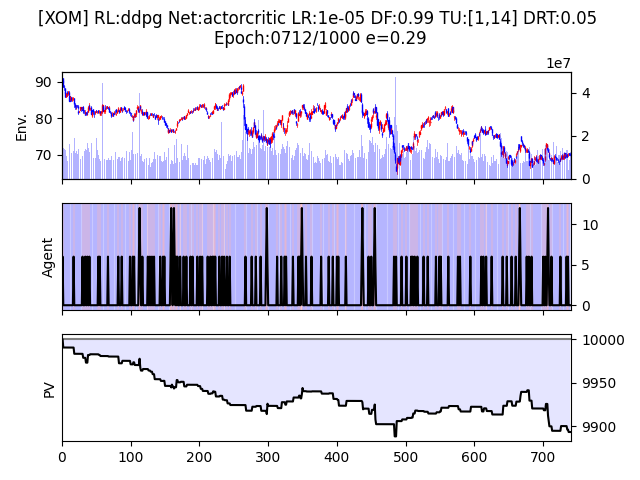 [XOM] RL:ddpg Net:actorcritic LR:1e-05 DF:0.99 TU:[1,14] DRT:0.05
Epoch:0712/1000 e=0.29
1e7
90
80
70
Env.
4
2
0
Agent
10
5
0
PV
10000
9950
9900
0 100 200 300 400 500 600 700